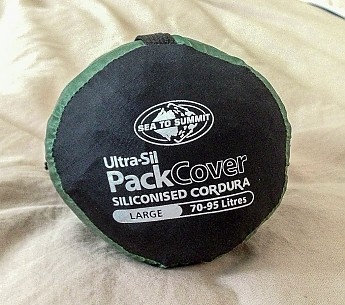 SEA TO SUMMIT
Ultra-Sil
PackCover
SILICONISED CORDURA
LARGE 70-95 Litres